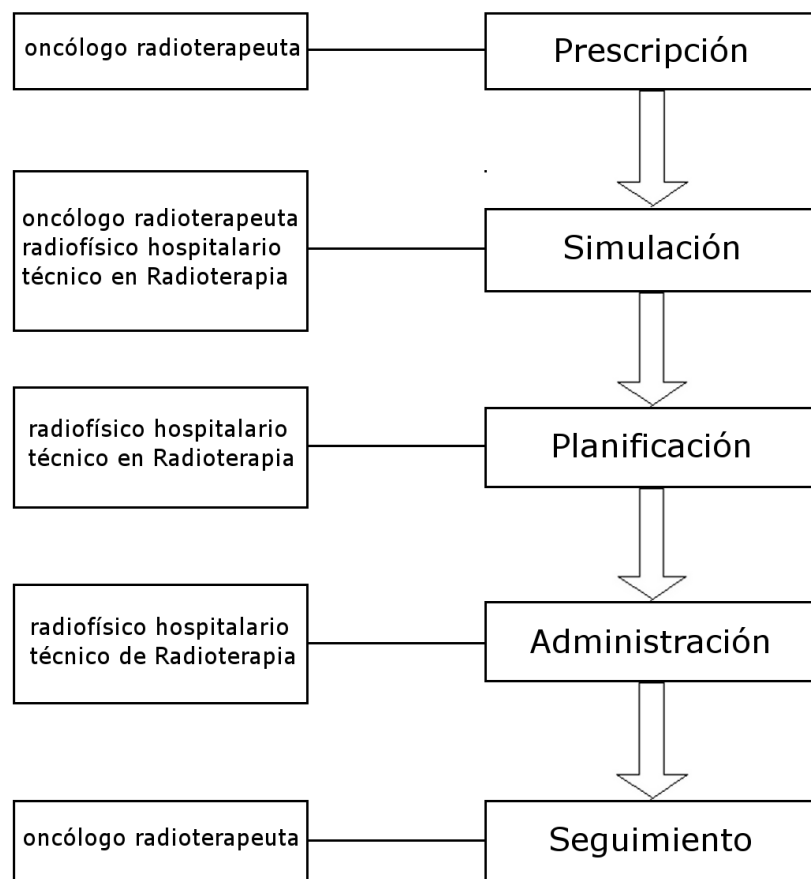 oncólogo radioterapeuta
Prescripción
oncólogo radioterapeuta
radiofísico hospitalario
técnico en Radioterapia
Simulación
radiofísico hospitalario
técnico en Radioterapia
Planificación
radiofísico hospitalario
técnico de Radioterapia
Administración
oncólogo radioterapeuta
Seguimiento